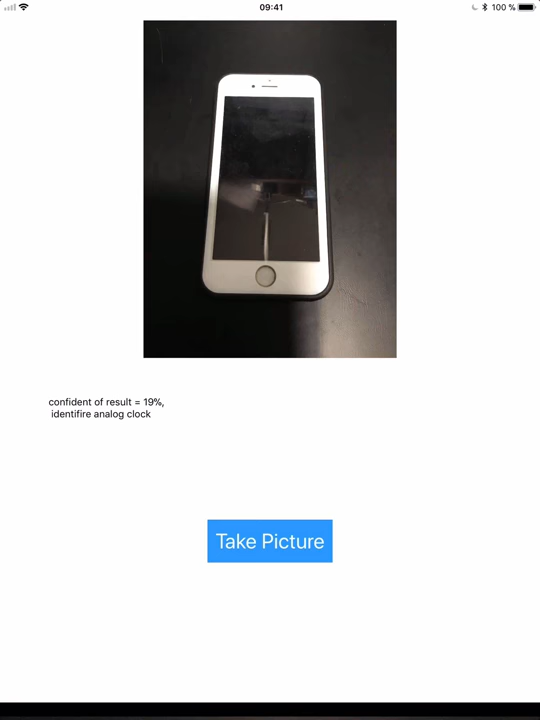 09:41
100 %
confident of result = 19%,
identifire analog clock
Take Picture